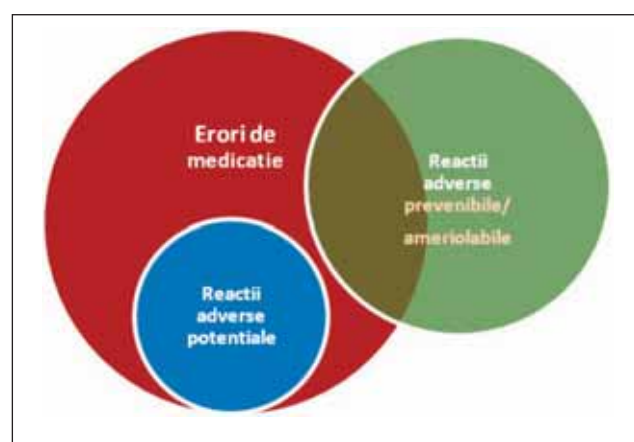 Erori de
medicatie
Reactii
adverse
prevenibile/
ameriolabile
Reactii
adverse
potentiale